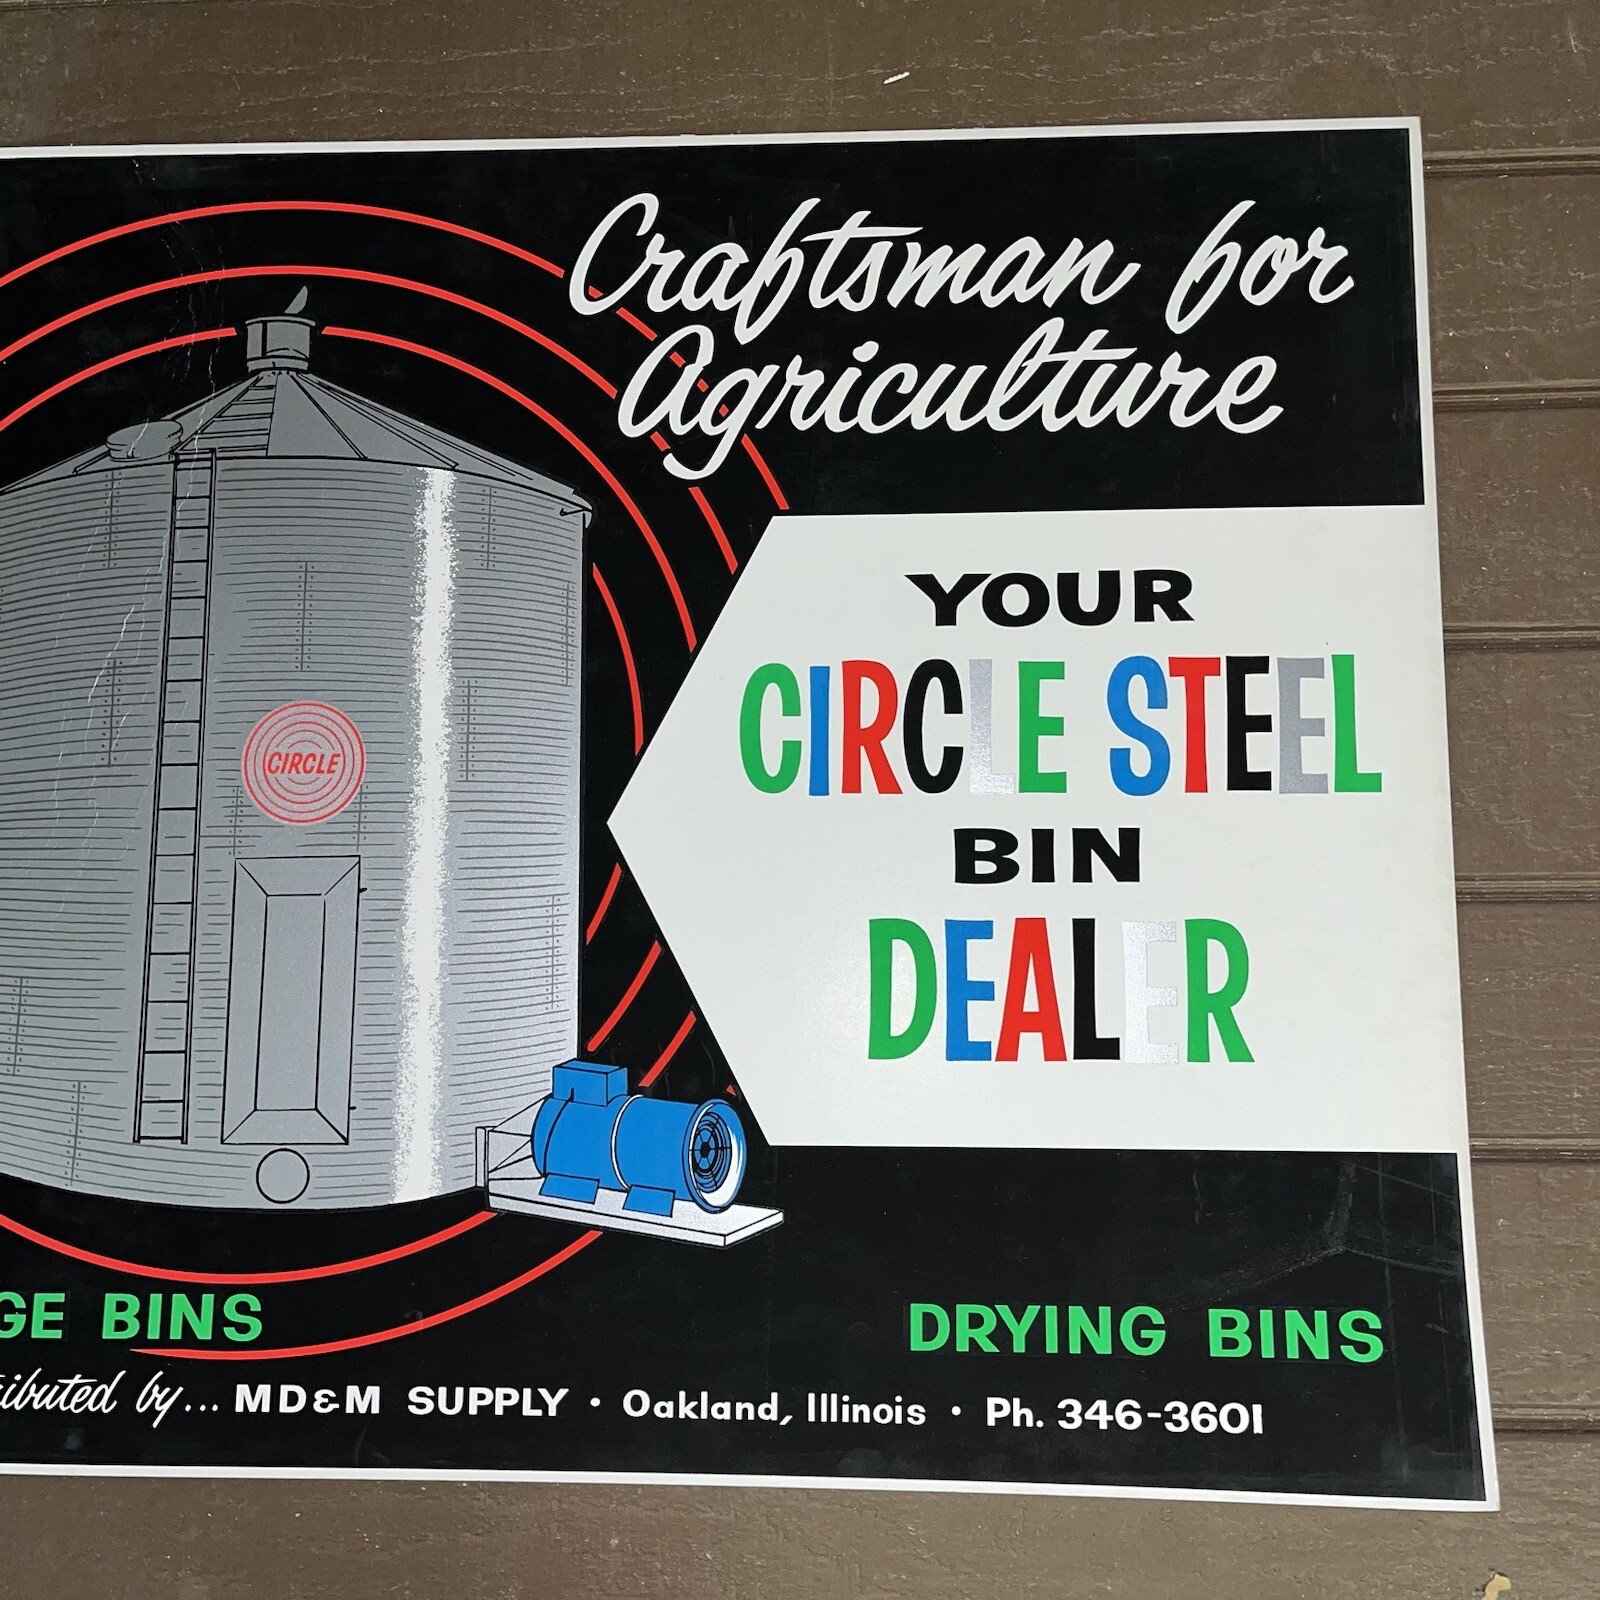 Craftsman for
Agriculture
YOUR
CIRCLE STEEL
BIN
DEALER
CIRCLE
GE BINS
DRYING BINS
ributed by... MD&M SUPPLY • Oakland, Illinois • Ph. 346-3601